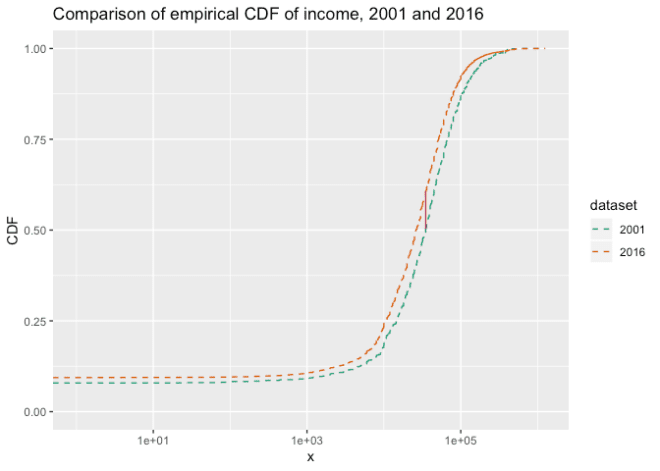 Comparison of empirical CDF of income, 2001 and 2016
1.00
0.75
0.50
0.25
0.00
CDF
1e+01
1e+03
1e+05
x
dataset
2001
2016